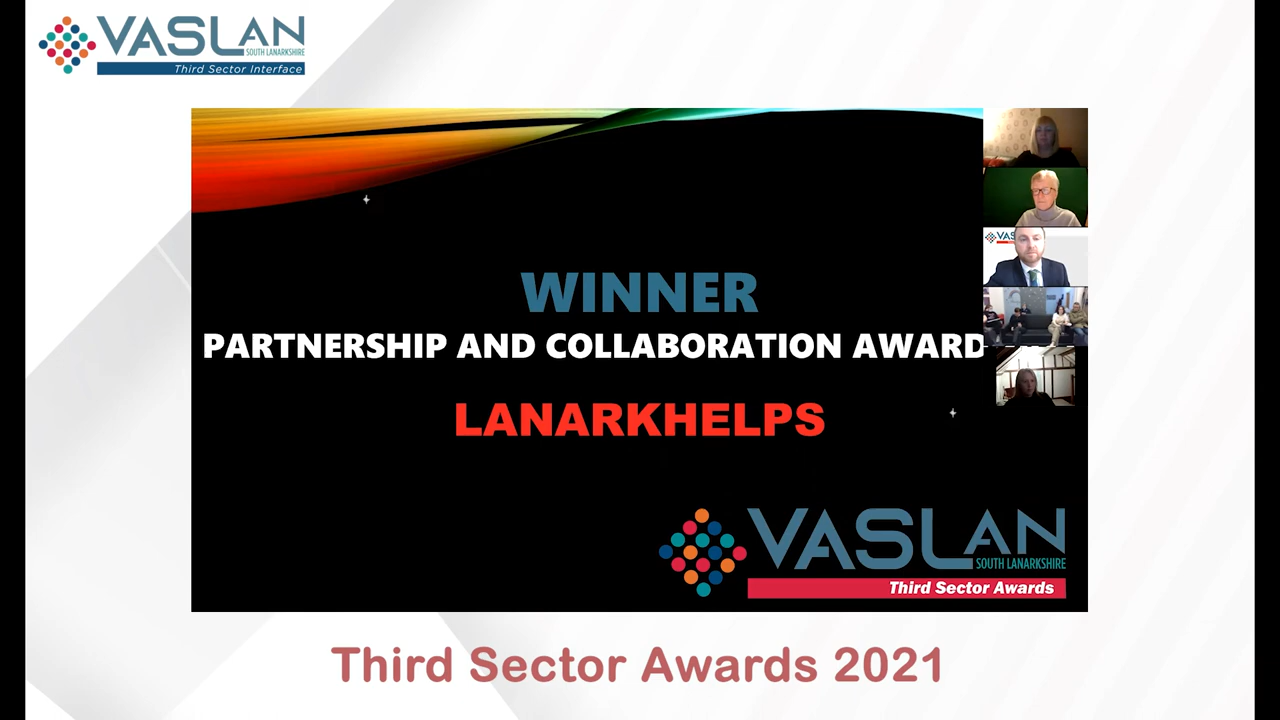 VASLAN
SOUTH LANARKSHIRE
Third Sector Interface
WINNER
PARTNERSHIP AND COLLABORATION AWARD
LANARKHELPS
VAS
VASLAN
SOUTH LANARKSHIRE
Third Sector Awards
Third Sector Awards 2021